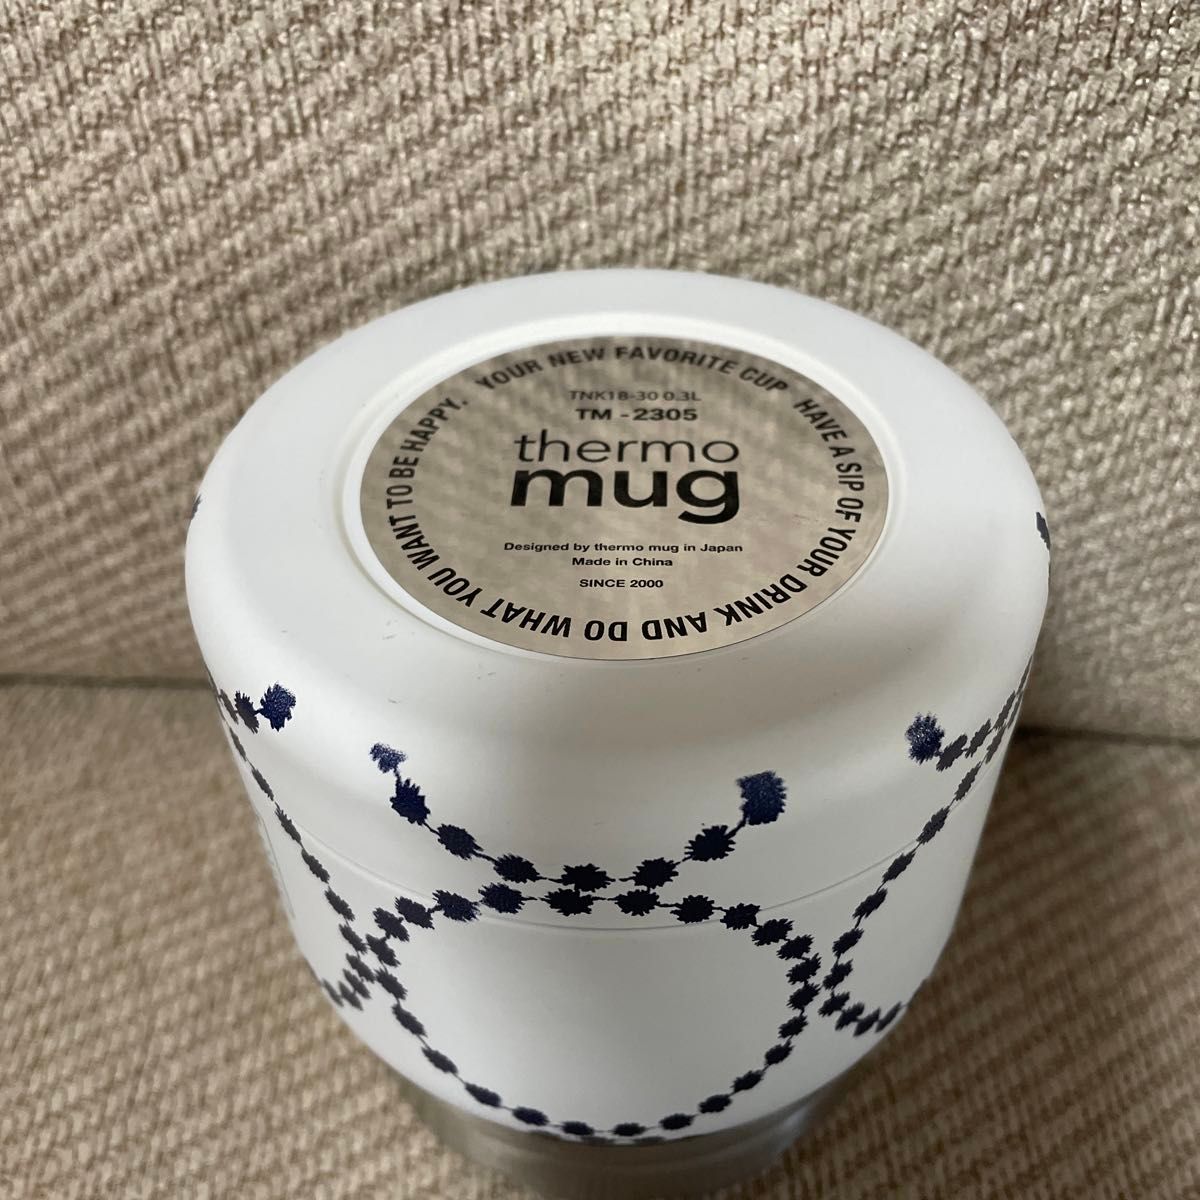 YOUR NEW FAVORITE CUP
HAVE A SIP OF YOUR DRINK AND DO WHAT YOU WANT TO BE HAPPY.
TNK18-30 0.3L
TM - 2305
thermo
mug
Designed by thermo mug in Japan
Made in China
SINCE 2000